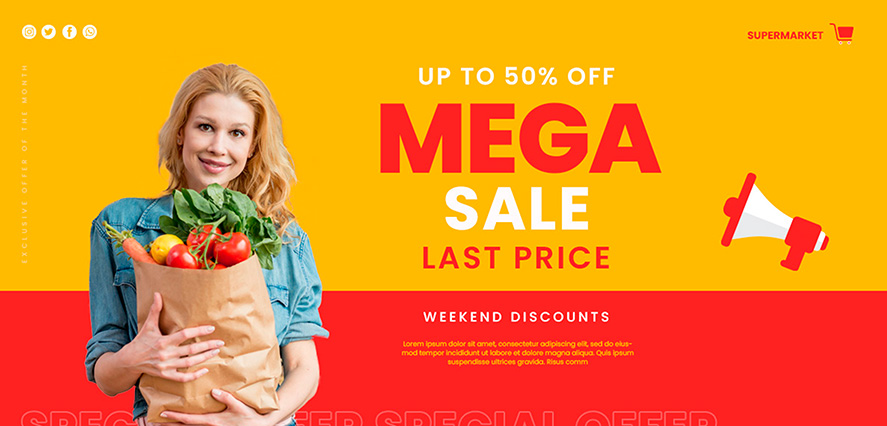 SUPERMARKET
EXCLUSIVE OFFER OF THE MONTH
UP TO 50% OFF
MEGA
SALE
LAST PRICE
WEEKEND DISCOUNTS
Lorem ipsum dolor sit amet, consectetur adipiscing elit, sed do eius-
mod tempor incididunt ut labore et dolore magna aliqua. Quis ipsum
suspendisse ultrices gravida. Risus comm
SPEC FER SPECIAL OFFER